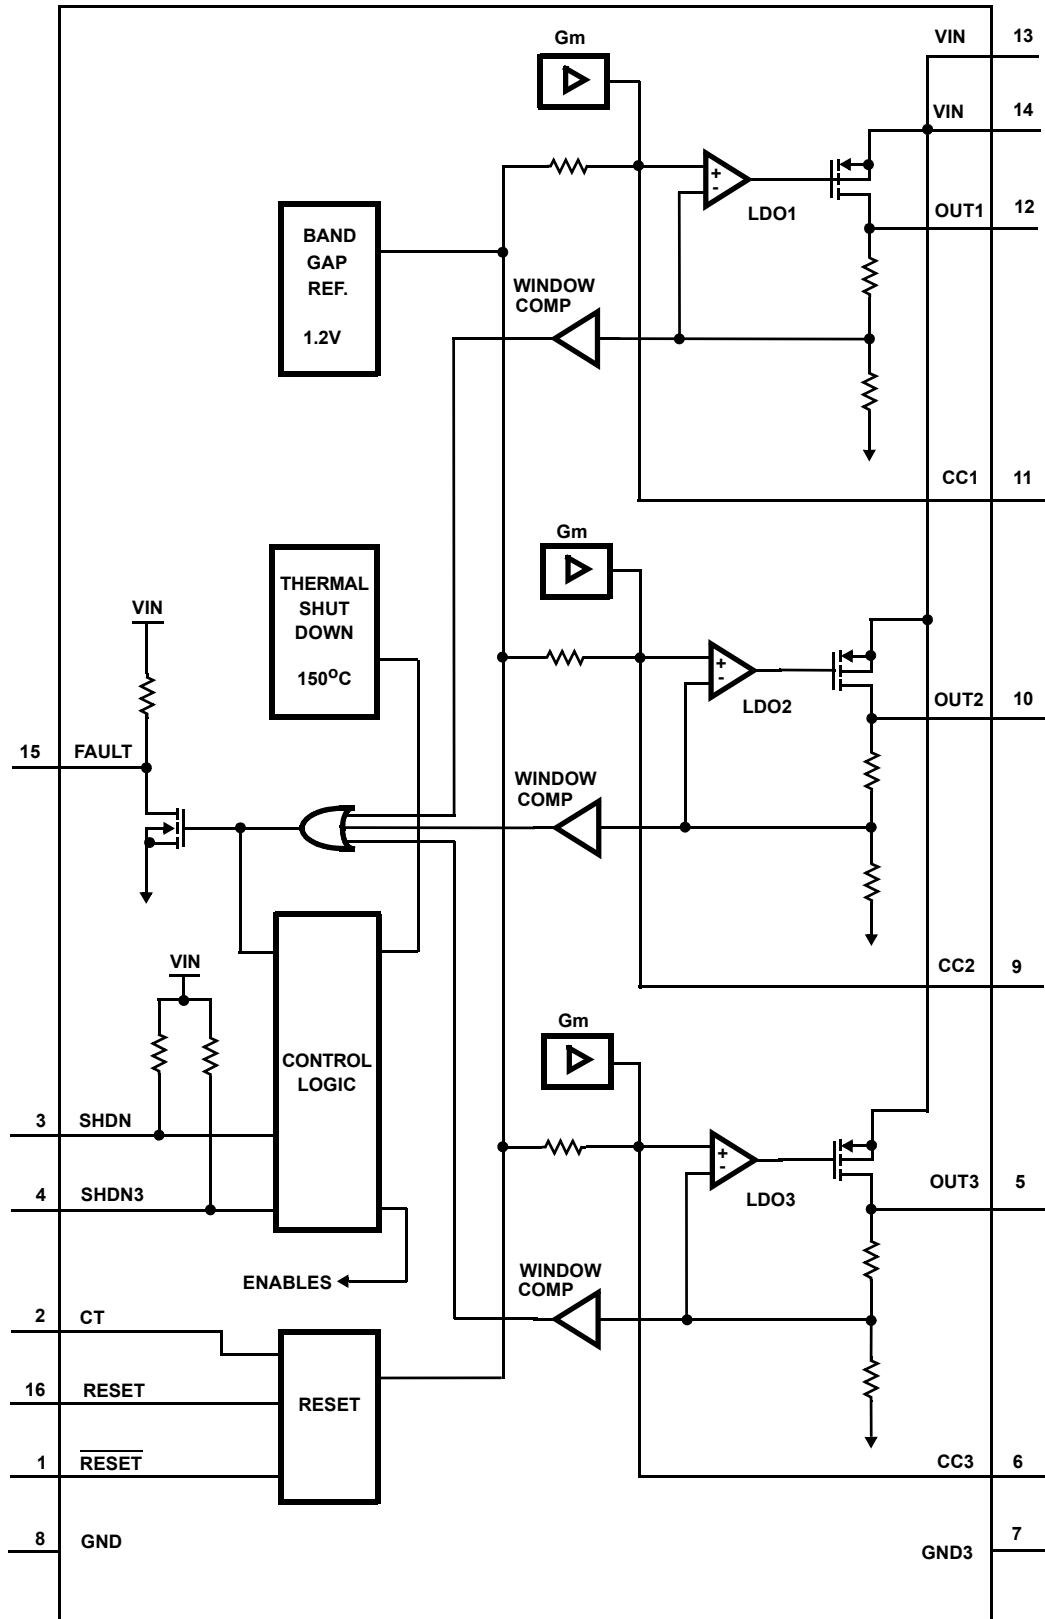 Gm
VIN 13
VIN 14
+
-
LDO1
OUT1 12
BAND
GAP
REF.
1.2V
WINDOW
COMP
CC1 11
Gm
THERMAL
SHUT
DOWN
150°C
VIN
+
-
LDO2
OUT2 10
15 FAULT
WINDOW
COMP
VIN
CC2 9
Gm
CONTROL
LOGIC
3 SHDN
4 SHDN3
+
-
LDO3
OUT3 5
ENABLES
WINDOW
COMP
2 CT
16 RESET
RESET
1 RESET
CC3 6
8 GND
7
GND3